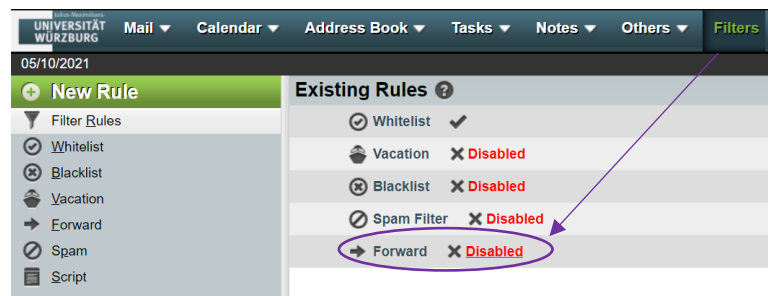 Julius-Maximilians-
UNIVERSITÄT
WÜRZBURG
Mail Calendar Address Book Tasks Notes Others Filters
05/10/2021
New Rule
Existing Rules ?
Filter Rules
Whitelist
Whitelist
Blacklist
Vacation Disabled
Vacation
Blacklist Disabled
Forward
Spam Filter Disabled
Spam
Forward Disabled
Script